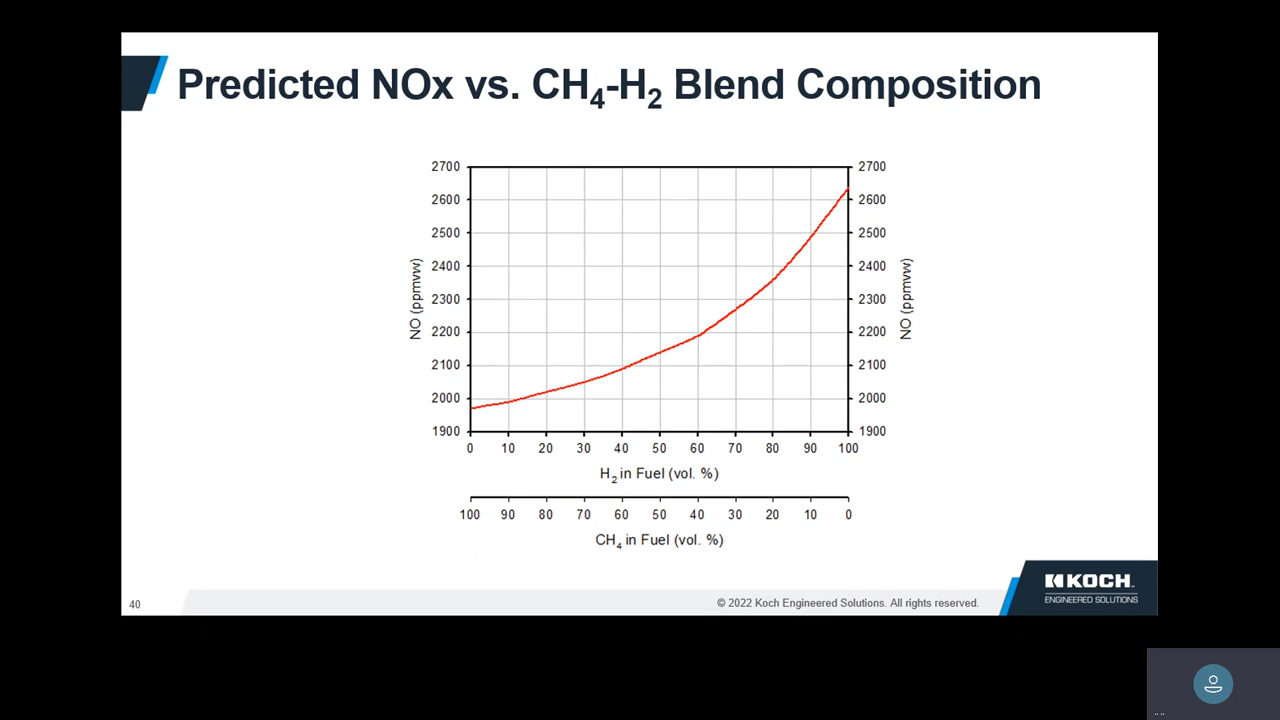 Predicted NOx vs. CH4-H2 Blend Composition
2700 2700
2600 2600
2500 2500
2400 2400
2300 2300
2200 2200
2100 2100
2000 2000
1900 1900
NO (ppmvw)
NO (ppmvw)
0 10 20 30 40 50 60 70 80 90 100
H2 in Fuel (vol. %)
100 90 80 70 60 50 40 30 20 10 0
CH4 in Fuel (vol. %)
KOCH™
ENGINEERED SOLUTIONS
40
© 2022 Koch Engineered Solutions. All rights reserved.